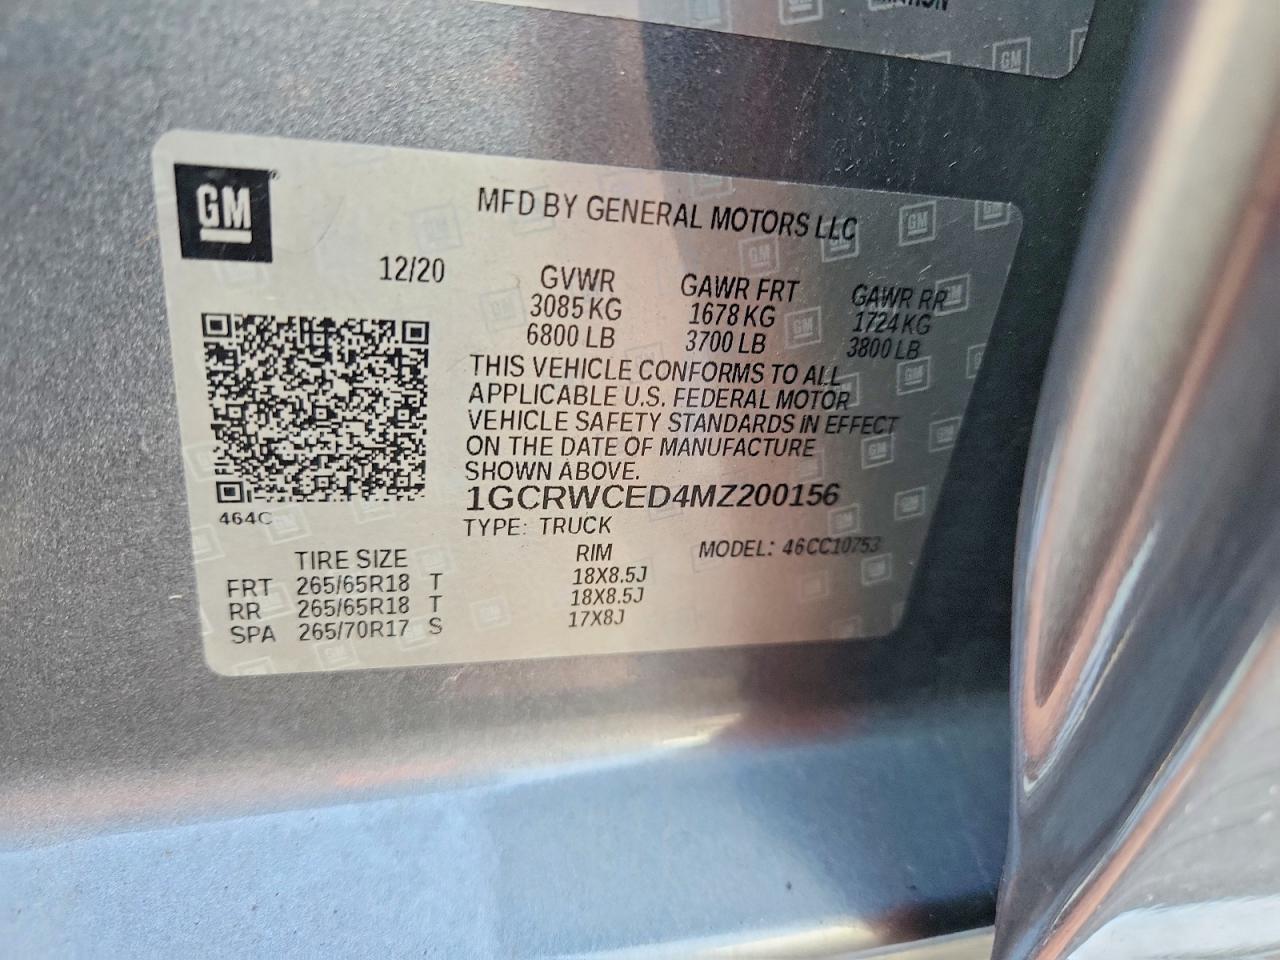 GM
MFD BY GENERAL MOTORS LLC
12/20
GVWR GAWR FRT GAWR RR
3085 KG 1678 KG 1724 KG
6800 LB 3700 LB 3800 LB
THIS VEHICLE CONFORMS TO ALL
APPLICABLE U.S. FEDERAL MOTOR
VEHICLE SAFETY STANDARDS IN EFFECT
ON THE DATE OF MANUFACTURE
SHOWN ABOVE.
464C
1GCRWCED4MZ200156
TYPE: TRUCK
MODEL: 46CC10753
TIRE SIZE RIM
FRT 265/65R18 T 18X8.5J
RR 265/65R18 T 18X8.5J
SPA 265/70R17 S 17X8J